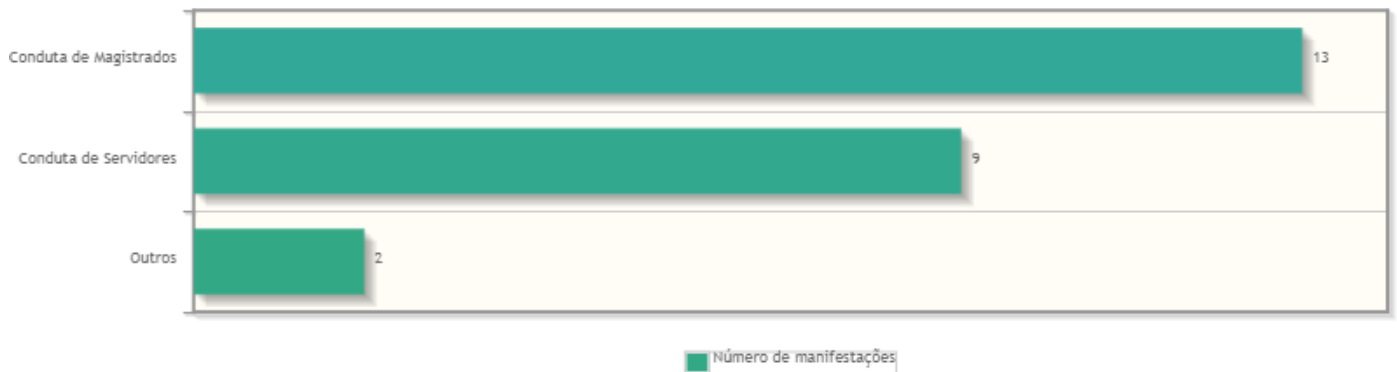 Conduta de Magistrados
13
Conduta de Servidores
9
Outros
2
Número de manifestações